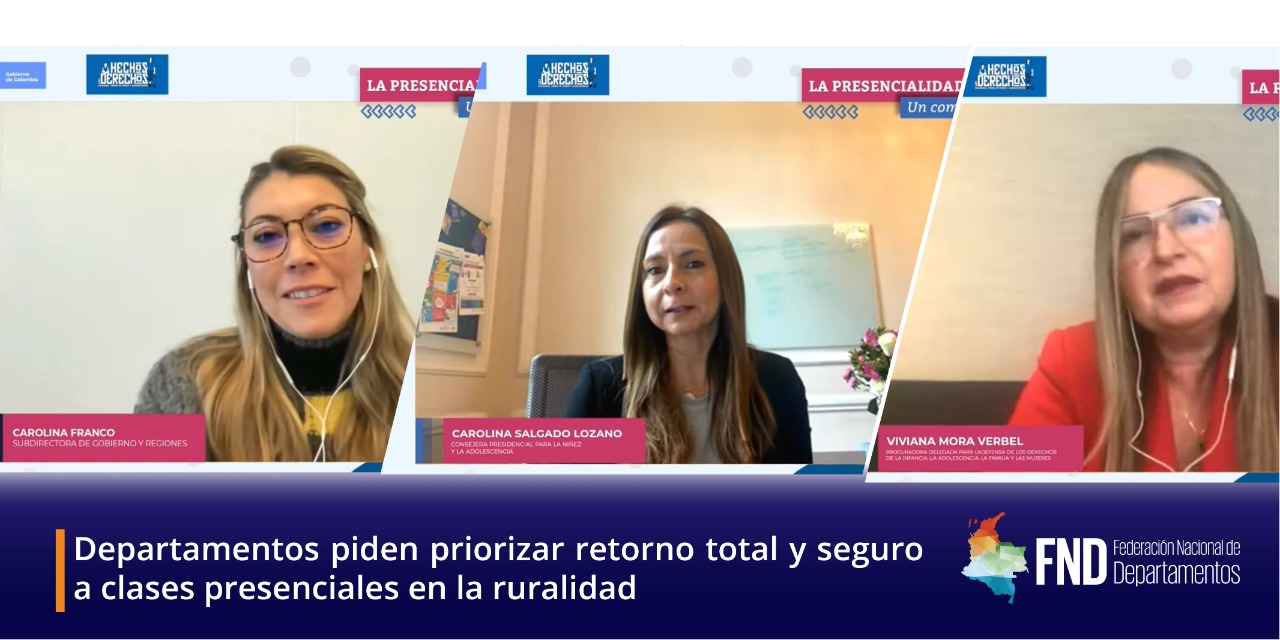 Gobierno
de Colombia
HECHOS
DERECHOS
LA PRESENCIA
HECHOS
DERECHOS
LA PRESENCIALIDAD
Un com
HECHOS
DERECHOS
LA P
CAROLINA FRANCO
SUBDIRECTORA DE GOBIERNO Y REGIONES
CAROLINA SALGADO LOZANO
CONSEJERA PRESIDENCIAL PARA LA NIÑEZ
Y LA ADOLESCENCIA
VIVIANA MORA VERBEL
PROCURADORA DELEGADA PARA LADEFENSA DE LOS DERECHOS
DE LA INFANCIA, LA ADOLESCENCIA, LA FAMILIA Y LAS MUJERES
Departamentos piden priorizar retorno total y seguro
a clases presenciales en la ruralidad
FND
Federación Nacional de
Departamentos